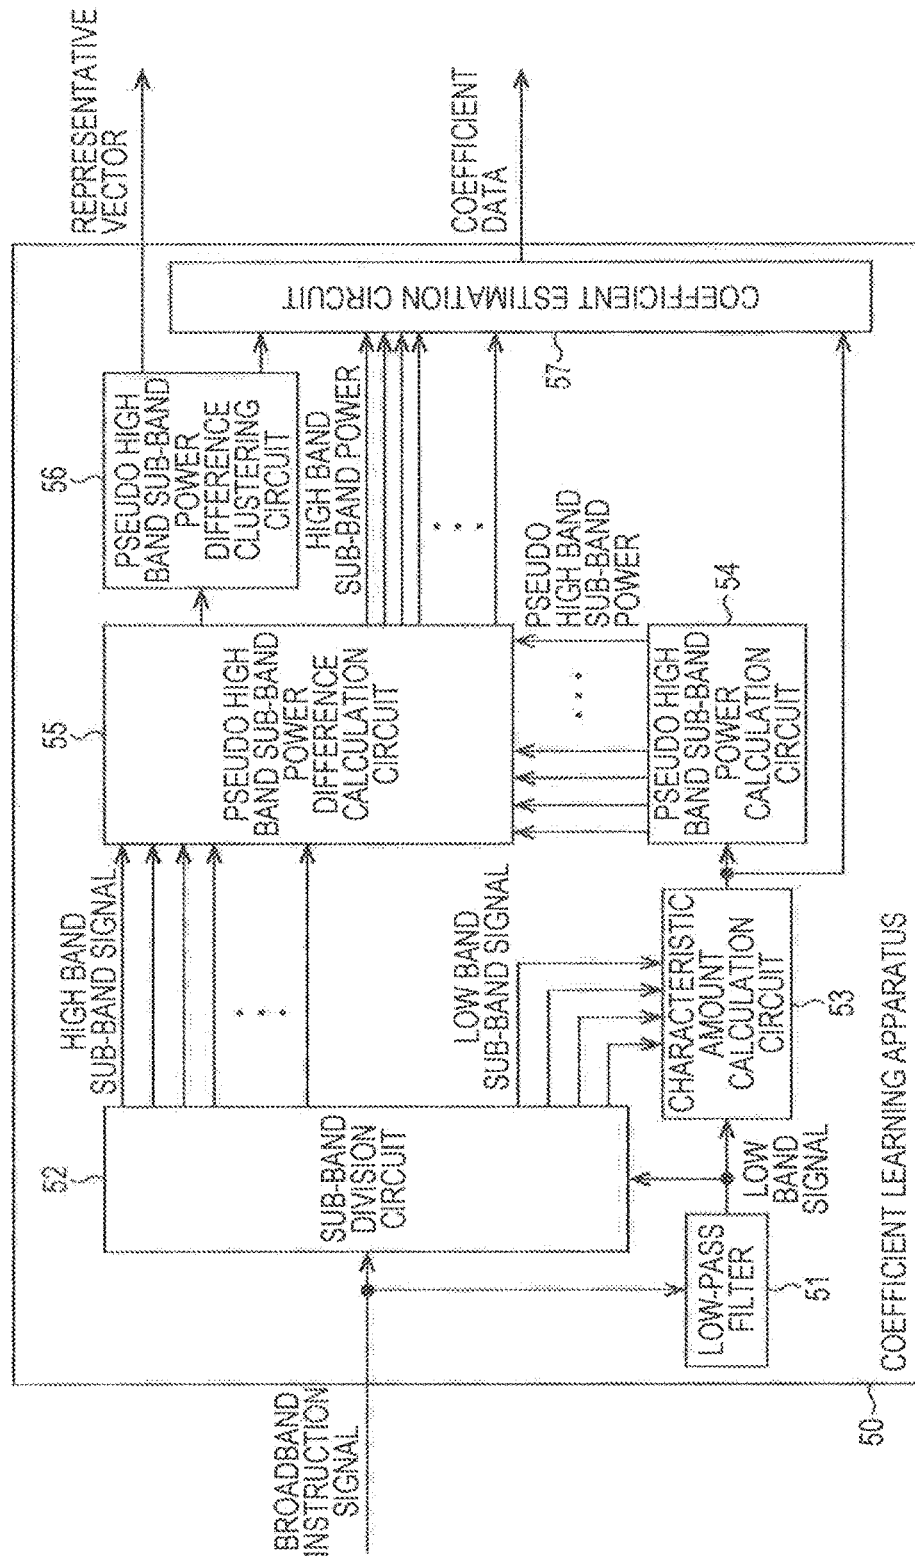 BROADBAND
INSTRUCTION
SIGNAL
50
COEFFICIENT LEARNING APPARATUS
LOW-PASS
FILTER
51
LOW
BAND
SIGNAL
52
SUB-BAND
DIVISION
CIRCUIT
HIGH BAND
SUB-BAND SIGNAL
LOW BAND
SUB-BAND SIGNAL
CHARACTERISTIC
AMOUNT
CALCULATION
CIRCUIT
53
PSEUDO HIGH
BAND SUB-BAND
POWER
CALCULATION
CIRCUIT
54
PSEUDO
HIGH BAND
SUB-BAND
POWER
55
PSEUDO HIGH
BAND SUB-BAND
POWER
DIFFERENCE
CALCULATION
CIRCUIT
56
PSEUDO HIGH
BAND SUB-BAND
POWER
DIFFERENCE
CLUSTERING
CIRCUIT
HIGH BAND
SUB-BAND POWER
57
COEFFICIENT ESTIMATION CIRCUIT
REPRESENTATIVE
VECTOR
COEFFICIENT
DATA